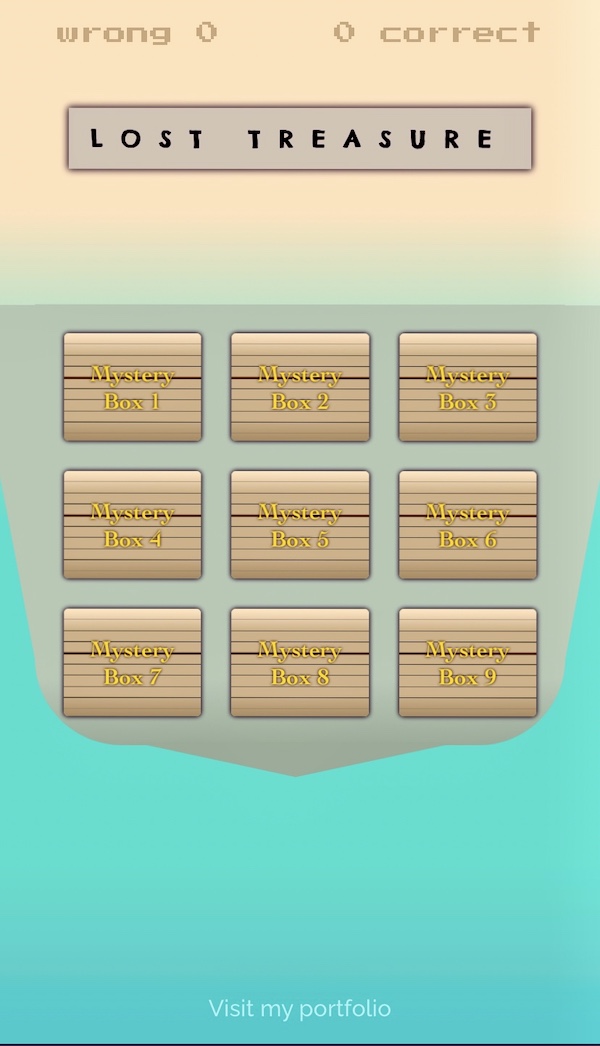 wrong 0 0 correct
LOST TREASURE
Mystery Box 1
Mystery Box 2
Mystery Box 3
Mystery Box 4
Mystery Box 5
Mystery Box 6
Mystery Box 7
Mystery Box 8
Mystery Box 9
Visit my portfolio